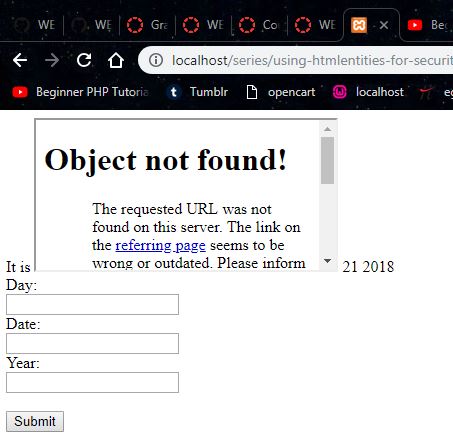 WE
WE
Gra
WE
Co
WE
Be
localhost/series/using-htmlentities-for-securit
Beginner PHP Tutoria
Tumblr
opencart
localhost
eg
Object not found!
The requested URL was not
found on this server. The link on
the referring page seems to be
wrong or outdated. Please inform
It is 21 2018
Day:
Date:
Year:
Submit